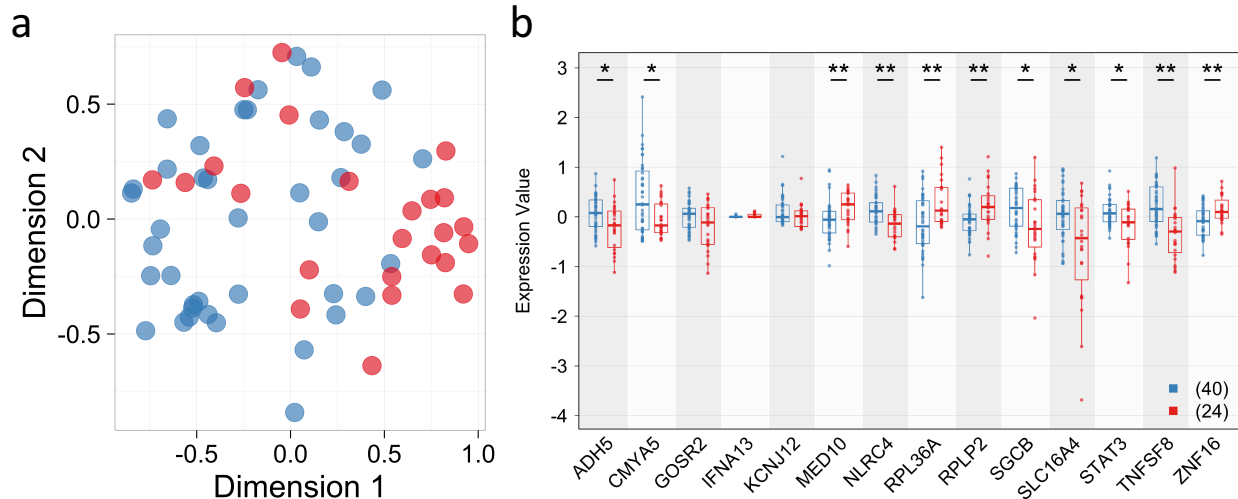 a
0.5
0.0
-0.5
Dimension 2
-0.5
0.0
0.5
1.0
Dimension 1
b
3
2
1
0
-1
-2
-3
-4
Expression Value
*
*
**
**
**
**
*
*
*
**
**
(40)
(24)
ADH5
CMYA5
GOSR2
IFNA13
KCNJ12
MED10
NLRC4
RPL36A
RPLP2
SGCB
SLC16A4
STAT3
TNFSF8
ZNF16